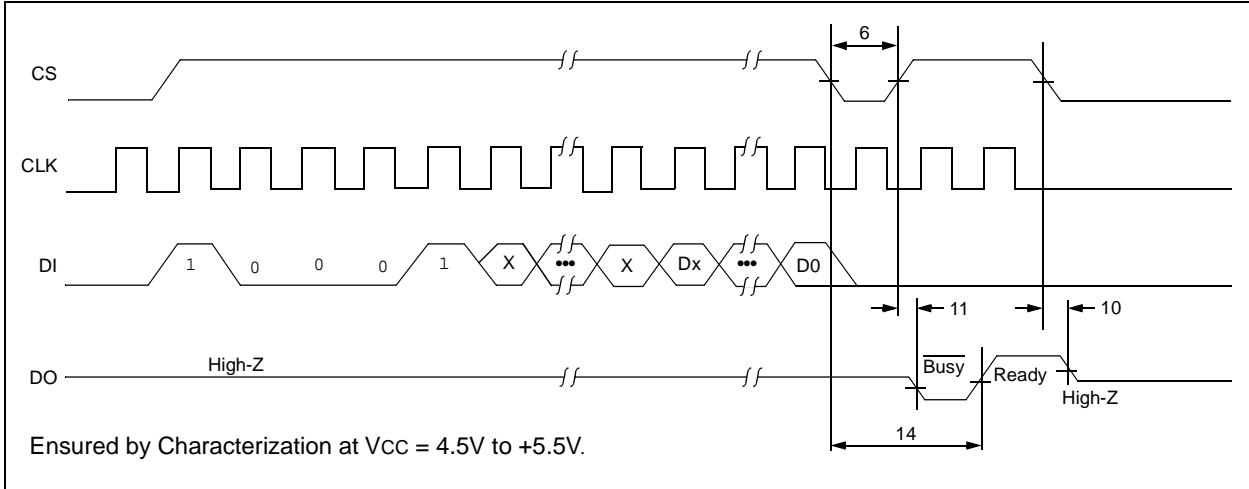 6
CS
CLK
DI 1 0 0 0 1 X ••• X Dx ••• D0
11 10
DO High-Z Busy Ready High-Z
14
Ensured by Characterization at VCC = 4.5V to +5.5V.